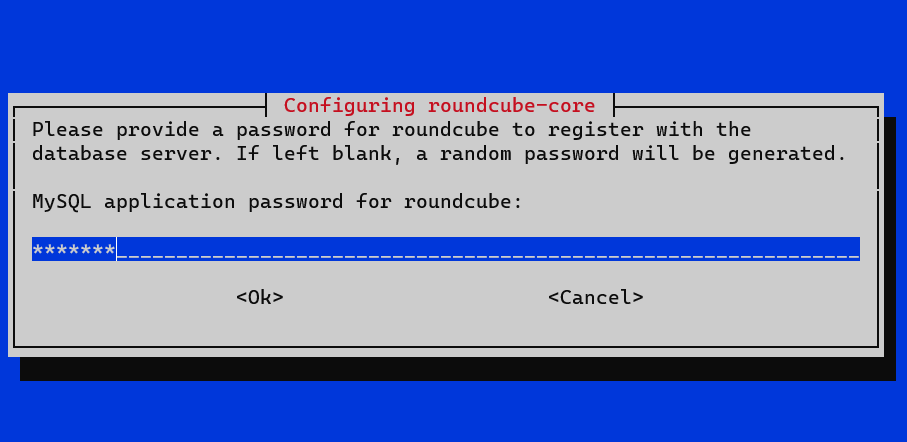 Configuring roundcube-core
Please provide a password for roundcube to register with the
database server. If left blank, a random password will be generated.
MySQL application password for roundcube:
*******______________________________________________________________
<Ok> <Cancel>